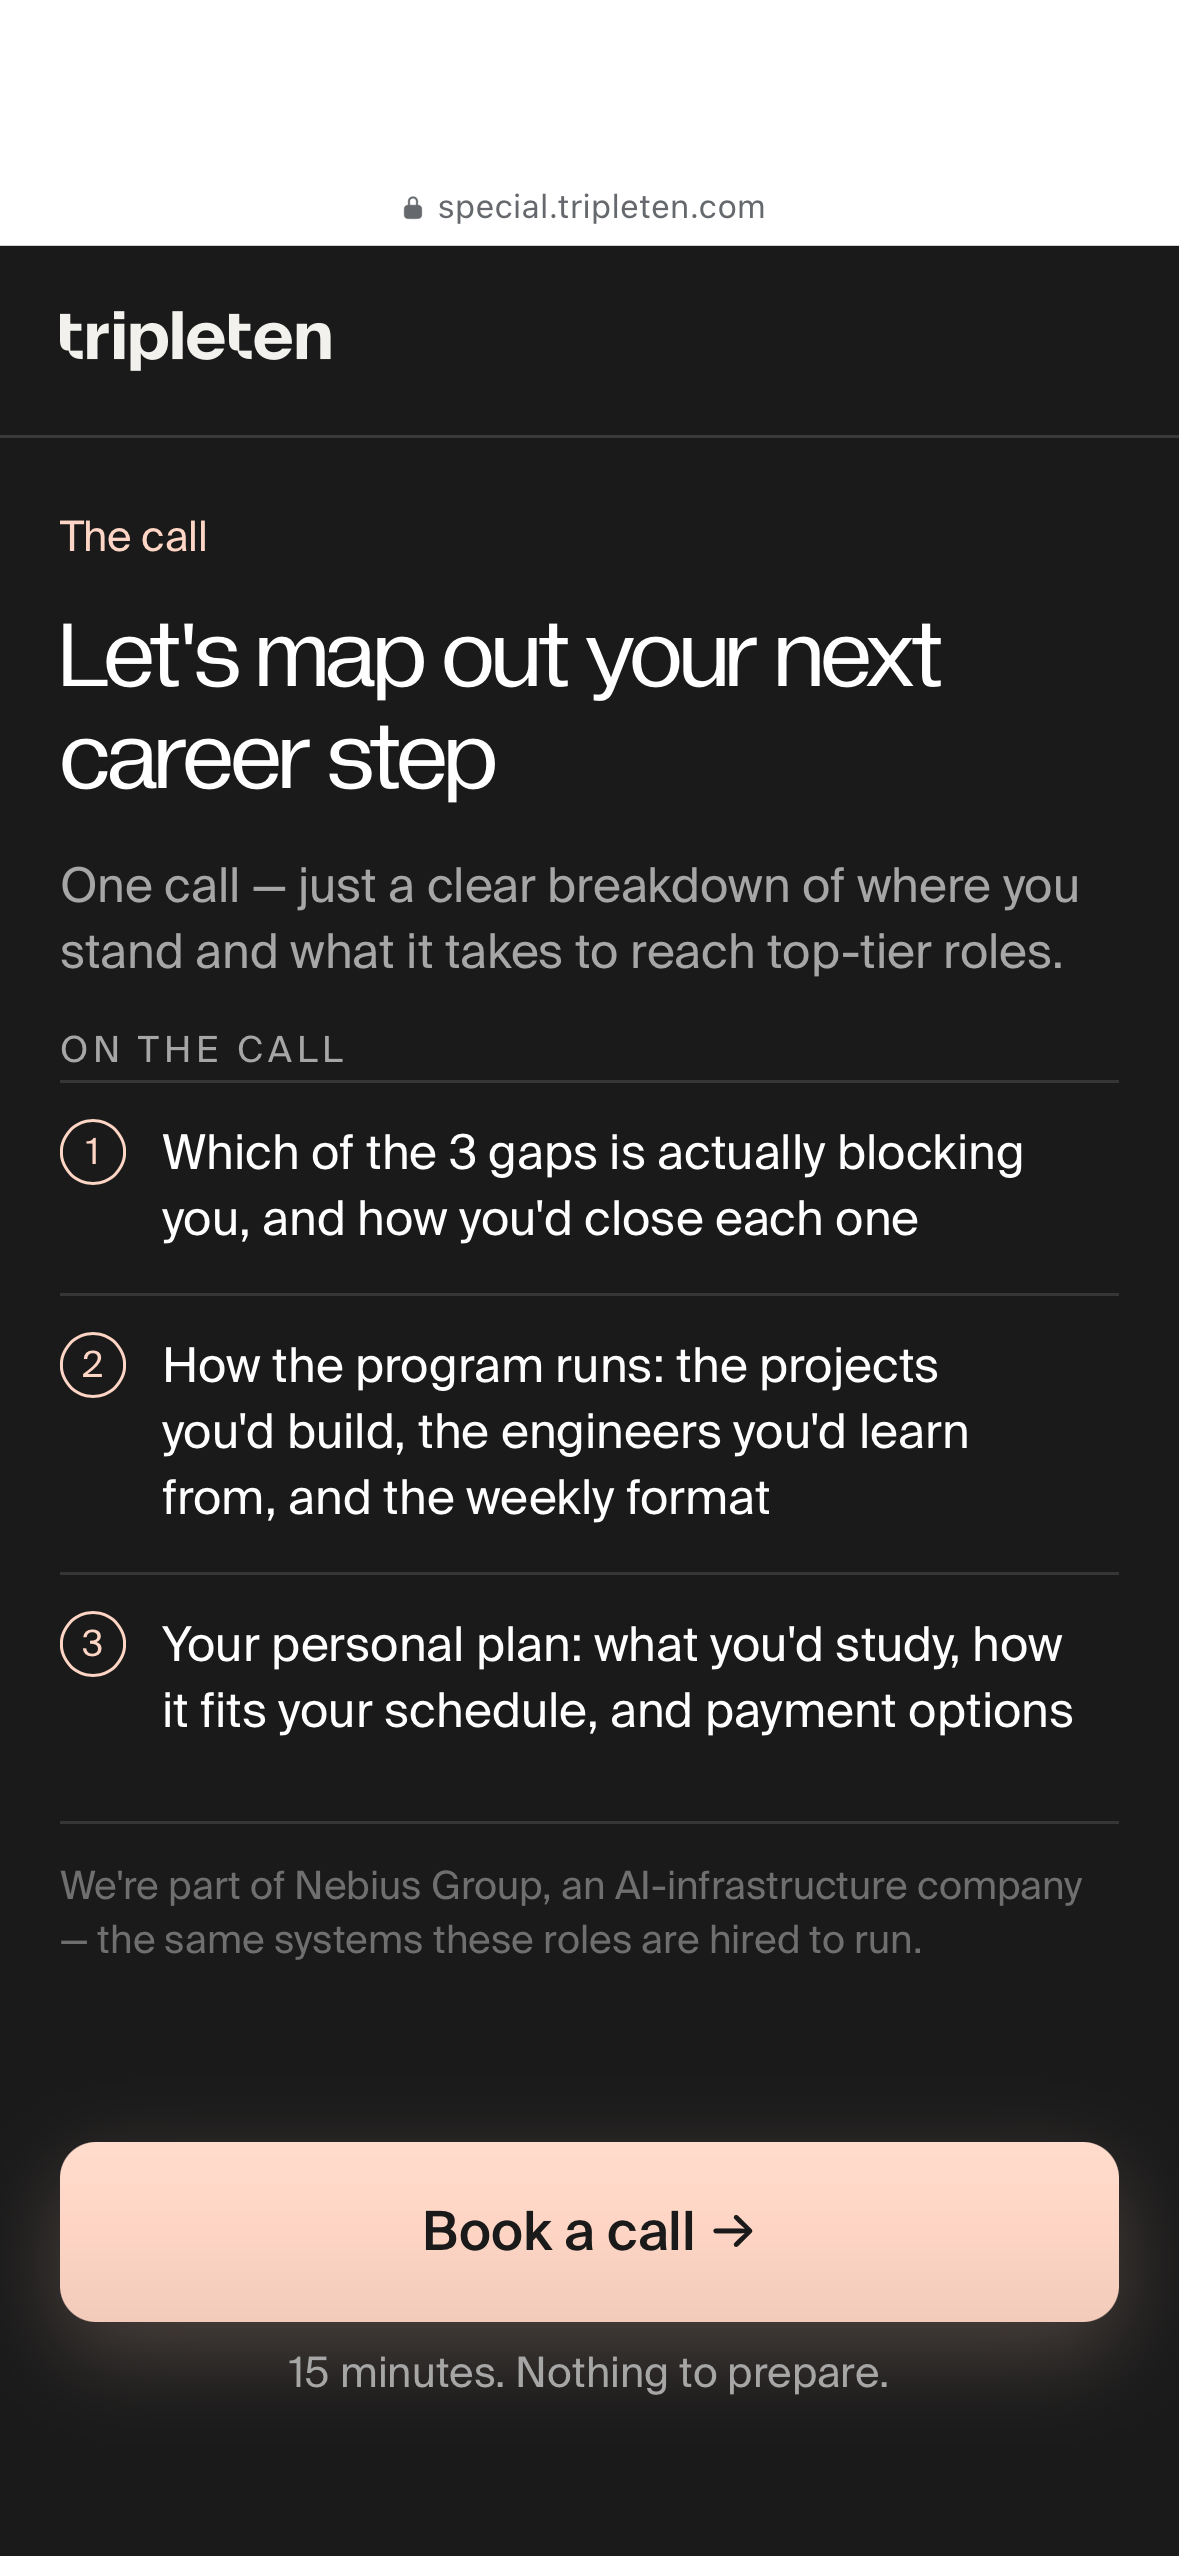 special.tripleten.com
tripleten
The call
Let's map out your next
career step
One call — just a clear breakdown of where you
stand and what it takes to reach top-tier roles.
ON THE CALL
1 Which of the 3 gaps is actually blocking
you, and how you'd close each one
2 How the program runs: the projects
you'd build, the engineers you'd learn
from, and the weekly format
3 Your personal plan: what you'd study, how
it fits your schedule, and payment options
We're part of Nebius Group, an AI-infrastructure company
— the same systems these roles are hired to run.
Book a call →
15 minutes. Nothing to prepare.